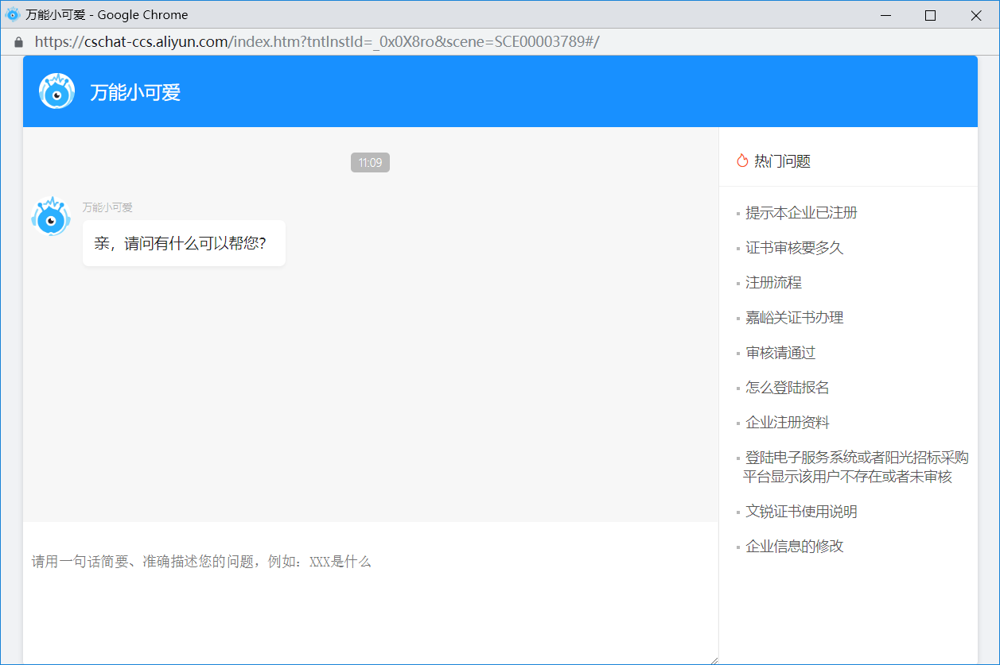 万能小可爱 - Google Chrome
https://cschat-ccs.aliyun.com/index.htm?tntInstId=_0x0X8ro&scene=SCE00003789#/
万能小可爱
11:09
万能小可爱
亲，请问有什么可以帮您？
请用一句话简要、准确描述您的问题，例如：XXX是什么
热门问题
提示本企业已注册
证书审核要多久
注册流程
嘉峪关证书办理
审核请通过
怎么登陆报名
企业注册资料
登陆电子服务系统或者阳光招标采购
平台显示该用户不存在或者未审核
文锐证书使用说明
企业信息的修改